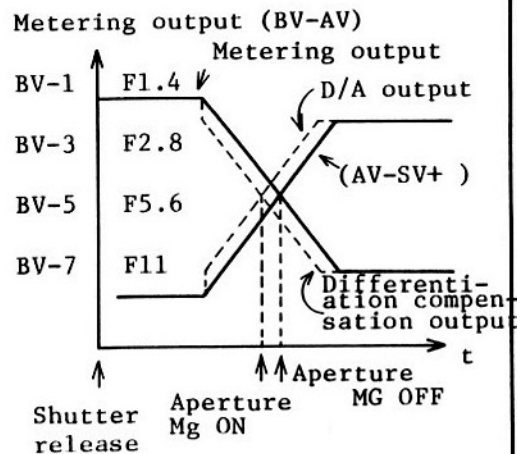 Metering output (BV-AV)
Metering output
BV-1 F1.4
D/A output
BV-3 F2.8
(AV-SV+ )
BV-5 F5.6
BV-7 F11
Differenti-
ation compen-
sation output
t
Shutter
release
Aperture
Mg ON
Aperture
MG OFF